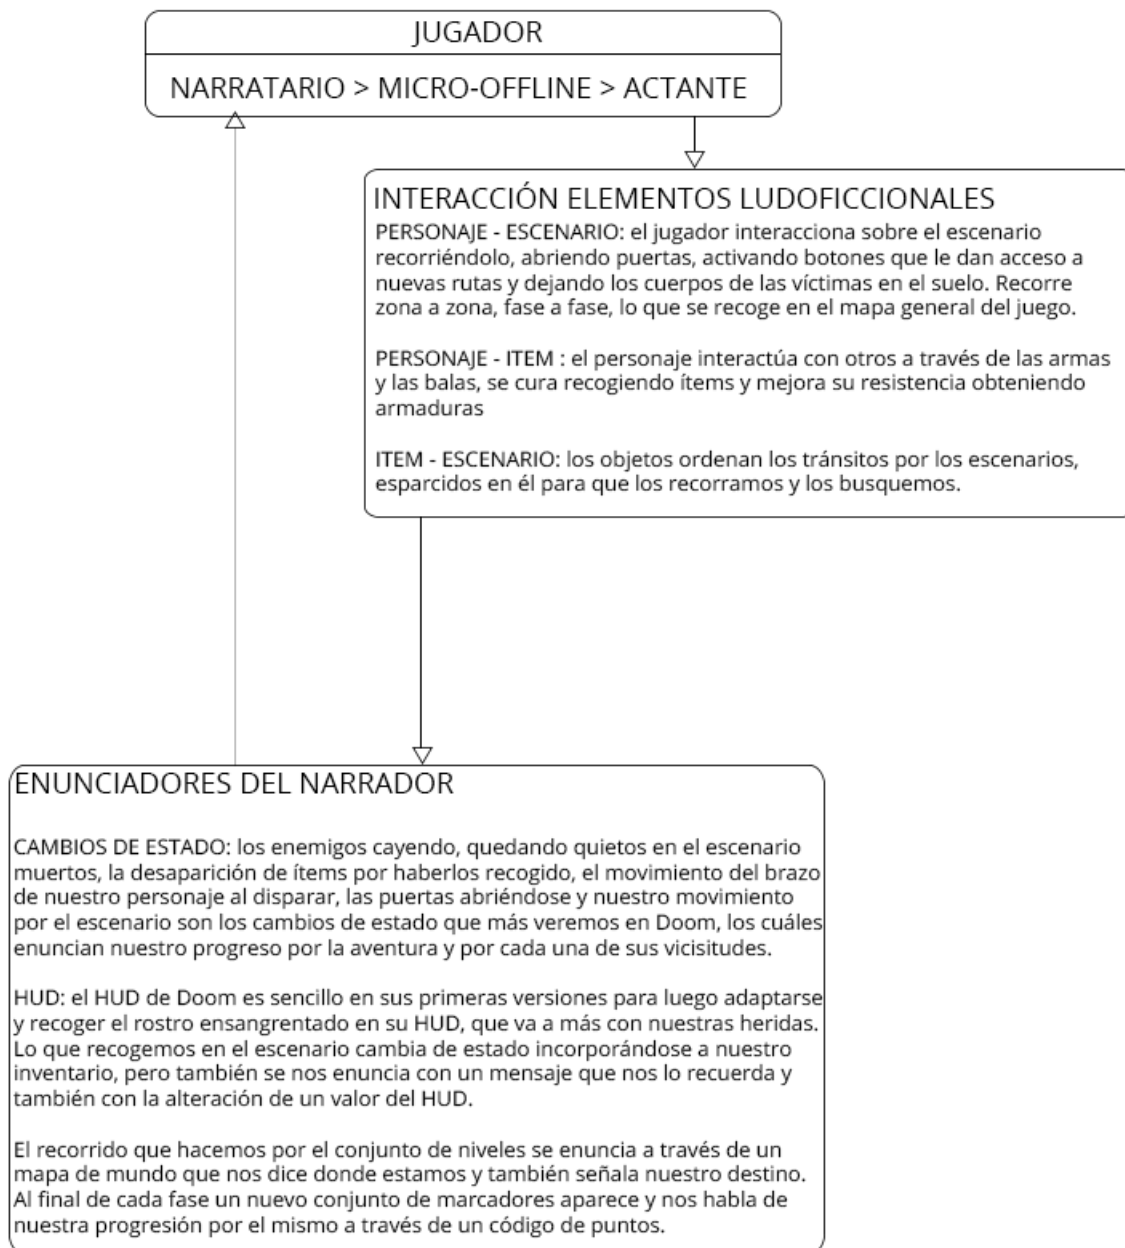 JUGADOR
NARRATARIO > MICRO-OFFLINE > ACTANTE
INTERACCIÓN ELEMENTOS LUDOFICCIONALES
PERSONAJE - ESCENARIO: el jugador interacciona sobre el escenario
recorriéndolo, abriendo puertas, activando botones que le dan acceso a
nuevas rutas y dejando los cuerpos de las víctimas en el suelo. Recorre
zona a zona, fase a fase, lo que se recoge en el mapa general del juego.
PERSONAJE - ITEM : el personaje interactúa con otros a través de las armas
y las balas, se cura recogiendo ítems y mejora su resistencia obteniendo
armaduras
ITEM - ESCENARIO: los objetos ordenan los tránsitos por los escenarios,
esparcidos en él para que los recorramos y los busquemos.
ENUNCIADORES DEL NARRADOR
CAMBIOS DE ESTADO: los enemigos cayendo, quedando quietos en el escenario
muertos, la desaparición de ítems por haberlos recogido, el movimiento del brazo
de nuestro personaje al disparar, las puertas abriéndose y nuestro movimiento
por el escenario son los cambios de estado que más veremos en Doom, los cuáles
enuncian nuestro progreso por la aventura y por cada una de sus vicisitudes.
HUD: el HUD de Doom es sencillo en sus primeras versiones para luego adaptarse
y recoger el rostro ensangrentado en su HUD, que va a más con nuestras heridas.
Lo que recogemos en el escenario cambia de estado incorporándose a nuestro
inventario, pero también se nos enuncia con un mensaje que nos lo recuerda y
también con la alteración de un valor del HUD.
El recorrido que hacemos por el conjunto de niveles se enuncia a través de un
mapa de mundo que nos dice donde estamos y también señala nuestro destino.
Al final de cada fase un nuevo conjunto de marcadores aparece y nos habla de
nuestra progresión por el mismo a través de un código de puntos.